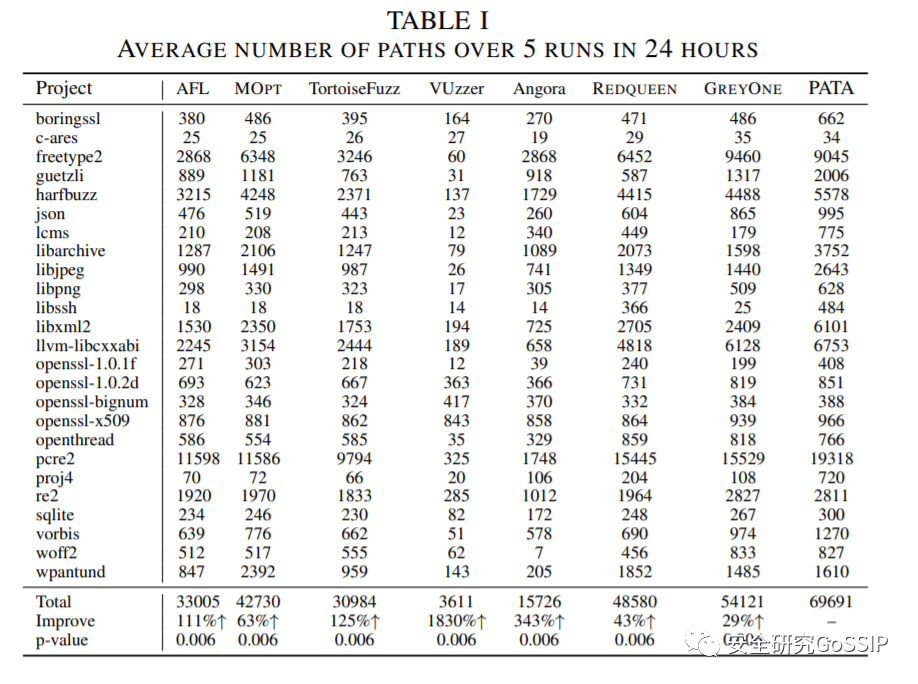 TABLE I
AVERAGE NUMBER OF PATHS OVER 5 RUNS IN 24 HOURS
Project AFL MOPT TortoiseFuzz VUzzer Angora REDQUEEN GREYONE PATA
boringssl 380 486 395 164 270 471 486 662
c-ares 25 25 26 27 19 29 35 34
freetype2 2868 6348 3246 60 2868 6452 9460 9045
guetzli 889 1181 763 31 918 587 1317 2006
harfbuzz 3215 4248 2371 137 1729 4415 4488 5578
json 476 519 443 23 260 604 865 995
lcms 210 208 213 12 340 449 179 775
libarchive 1287 2106 1247 79 1089 2073 1598 3752
libjpeg 990 1491 987 26 741 1349 1440 2643
libpng 298 330 323 17 305 377 509 628
libssh 18 18 18 14 14 366 25 484
libxml2 1530 2350 1753 194 725 2705 2409 6101
llvm-libcxxabi 2245 3154 2444 189 658 4818 6128 6753
openssl-1.0.1f 271 303 218 12 39 240 199 408
openssl-1.0.2d 693 623 667 363 366 731 819 851
openssl-bignum 328 346 324 417 370 332 384 388
openssl-x509 876 881 862 843 858 864 939 966
openthread 586 554 585 35 329 859 818 766
pcre2 11598 11586 9794 325 1748 15445 15529 19318
proj4 70 72 66 20 106 204 108 720
re2 1920 1970 1833 285 1012 1964 2827 2811
sqlite 234 246 230 82 172 248 267 300
vorbis 639 776 662 51 578 690 974 1270
woff2 512 517 555 62 7 456 833 827
wpantund 847 2392 959 143 205 1852 1485 1610
Total 33005 42730 30984 3611 15726 48580 54121 69691
Improve 111%↑ 63%↑ 125%↑ 1830%↑ 343%↑ 43%↑ 29%↑ –
p-value 0.006 0.006 0.006 0.006 0.006 0.006
安全研究GoSSIP